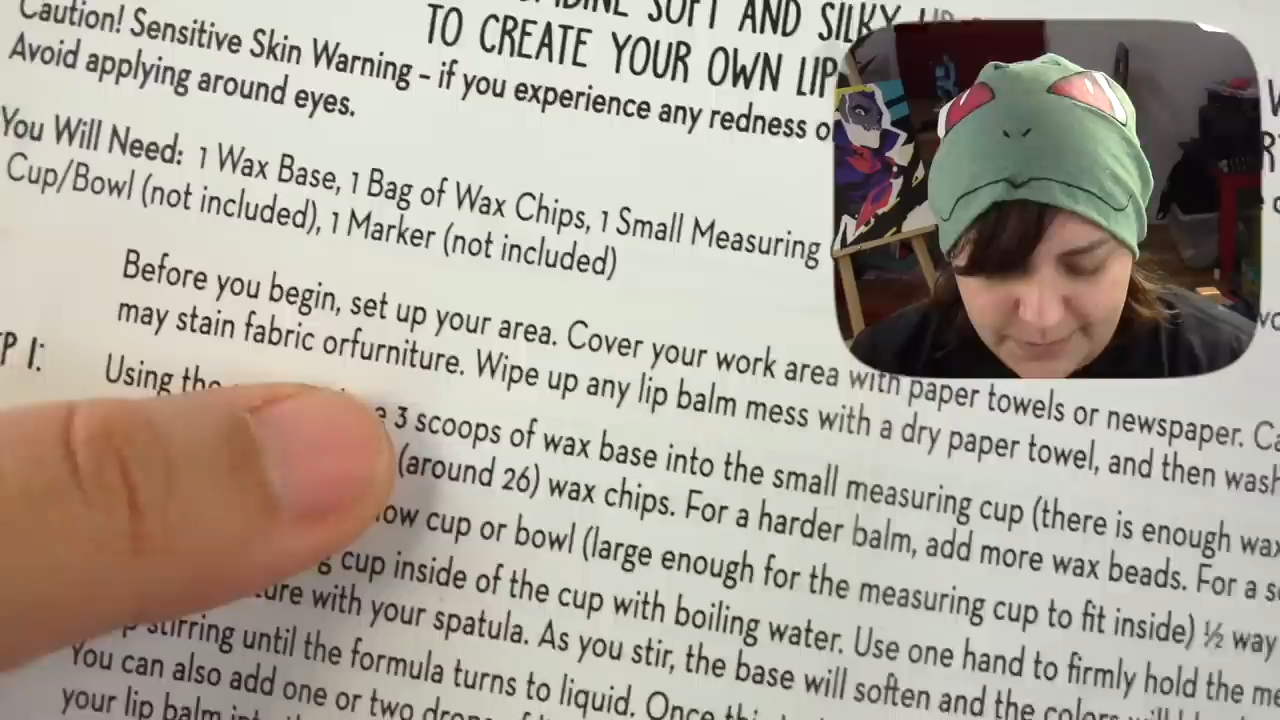 SOFT AND SILKY
TO CREATE YOUR OWN LIP
Caution! Sensitive Skin Warning - if you experience any redness
Avoid applying around eyes.
You Will Need: 1 Wax Base, 1 Bag of Wax Chips, 1 Small Measuring
Cup/Bowl (not included), 1 Marker (not included)
Before you begin, set up your area. Cover your work area with paper towels or newspaper.
may stain fabric orfurniture. Wipe up any lip balm mess with a dry paper towel, and then wash
Using the 3 scoops of wax base into the small measuring cup (there is enough wax
(around 26) wax chips. For a harder balm, add more wax beads. For a
cup or bowl (large enough for the measuring cup to fit inside) ½ way
cup inside of the cup with boiling water. Use one hand to firmly hold the
with your spatula. As you stir, the base will soften and the colors will
stirring until the formula turns to liquid. Once
You can also add one or two drops of
your lip balm